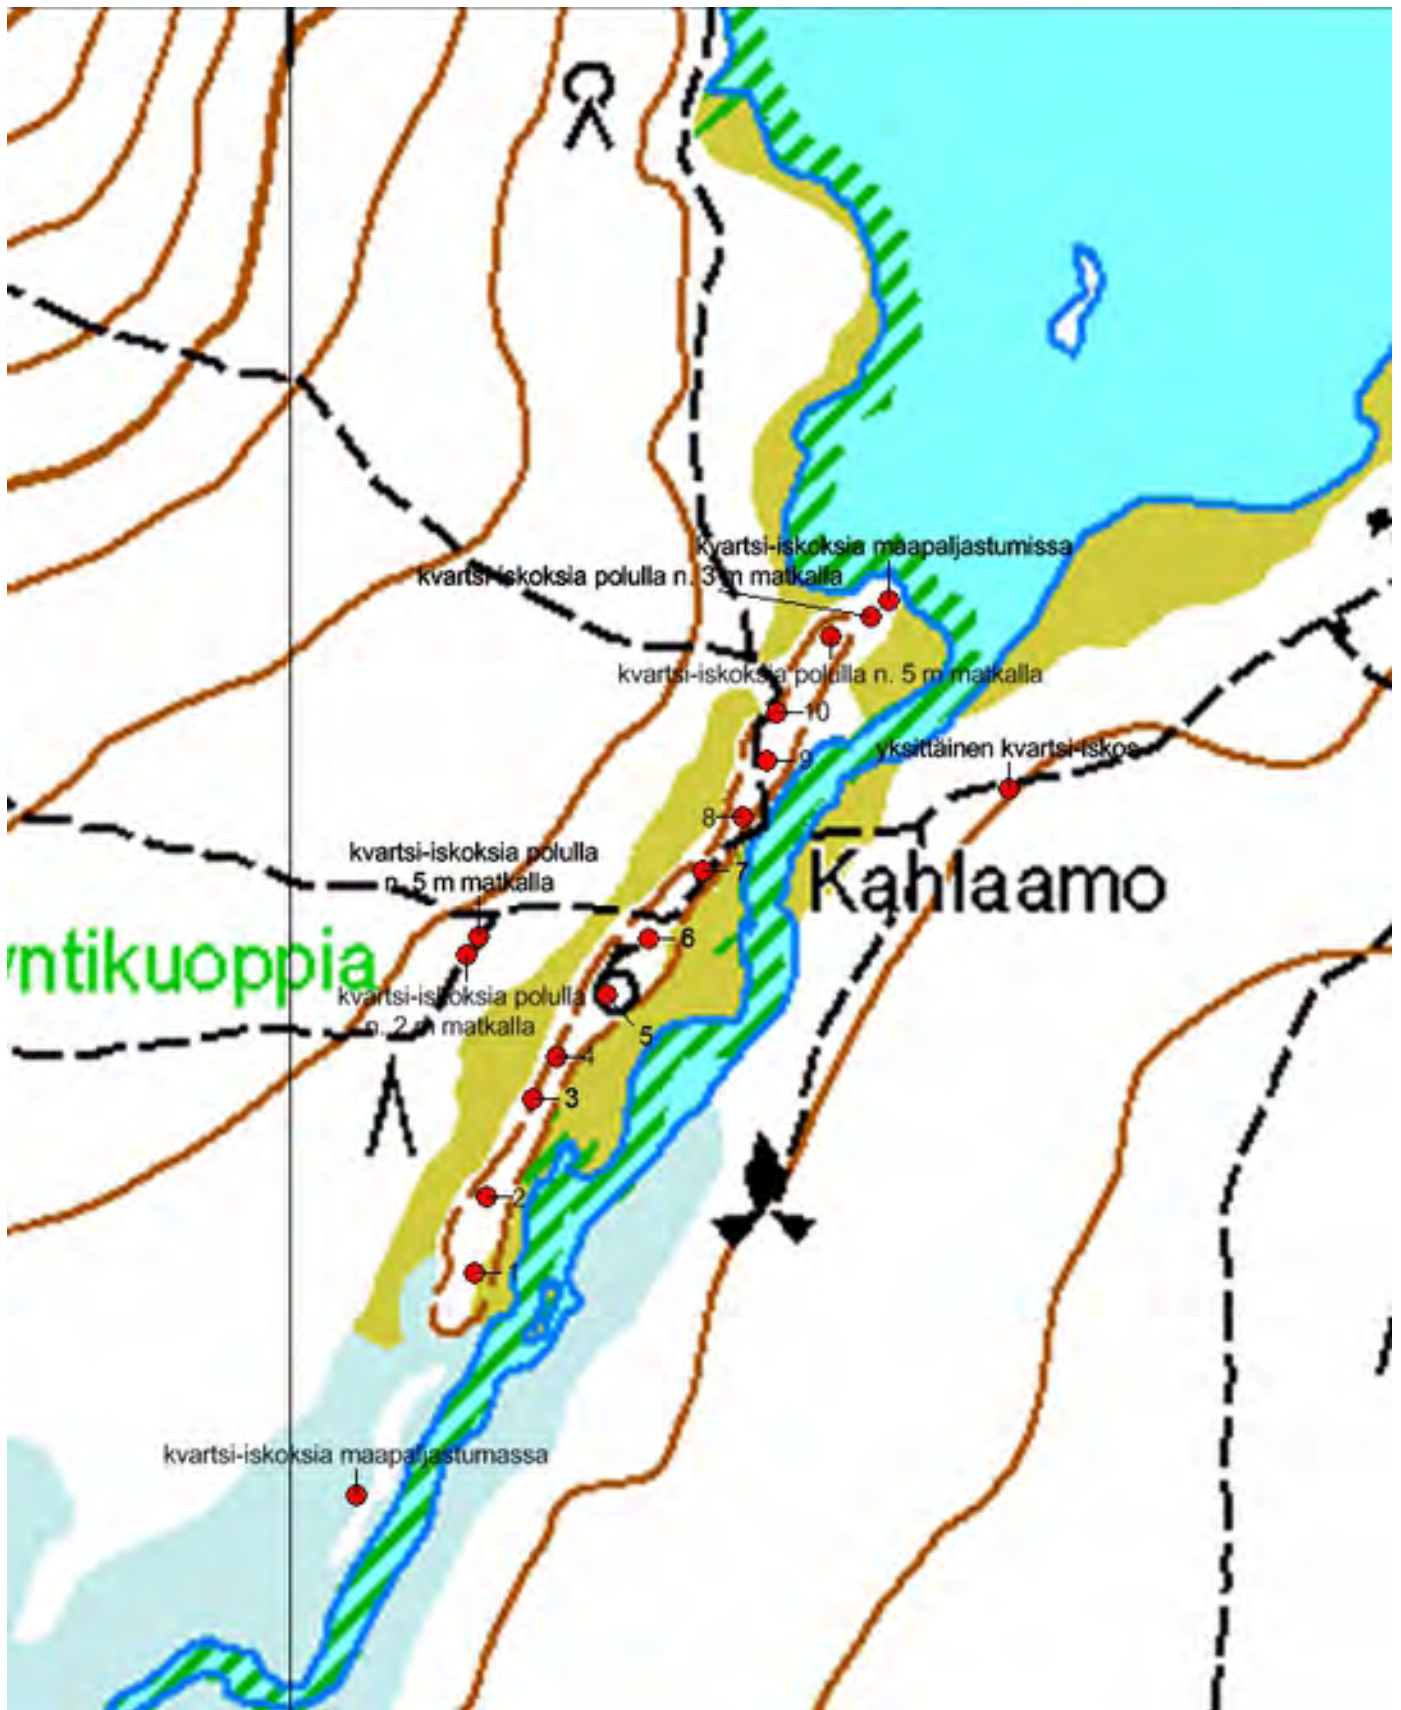 kvartsi-iskoksia maapaljastumissa
kvartsi-iskoksia polulla n. 3 m matkalla
kvartsi-iskoksia polulla n. 5 m matkalla
10
yksittäinen kvartsi-iskos
9
8
7
Kahlaamo
kvartsi-iskoksia polulla
n. 5 m matkalla
6
yntikuoppia
kvartsi-iskoksia polulla
n. 2 m matkalla
5
4
3
2
1
kvartsi-iskoksia maapaljastumassa